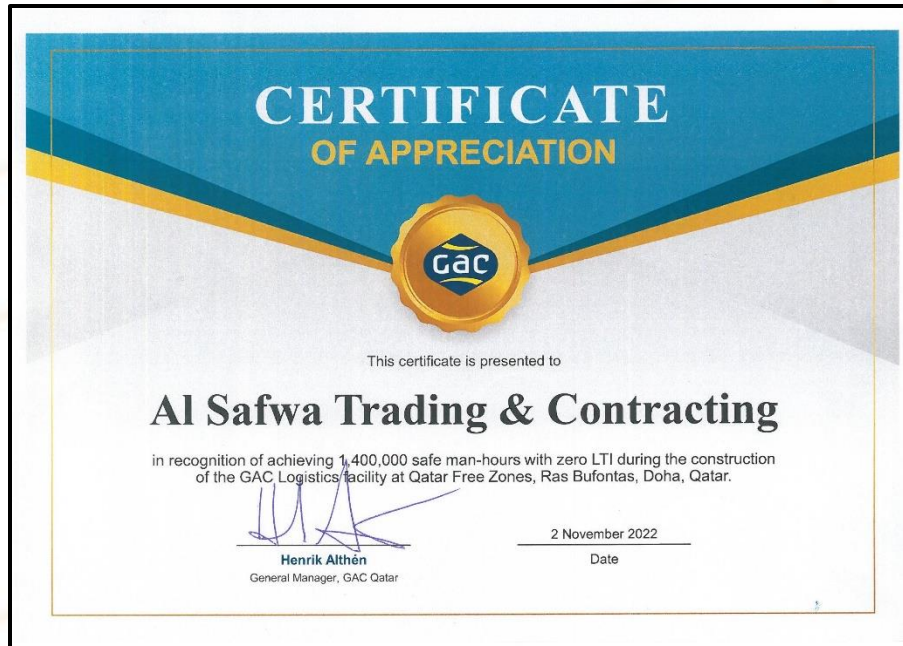 CERTIFICATE
OF APPRECIATION
GAC
This certificate is presented to
Al Safwa Trading & Contracting
in recognition of achieving 1,400,000 safe man-hours with zero LTI during the construction
of the GAC Logistics facility at Qatar Free Zones, Ras Bufontas, Doha, Qatar.
2 November 2022
Henrik Althén
Date
General Manager, GAC Qatar